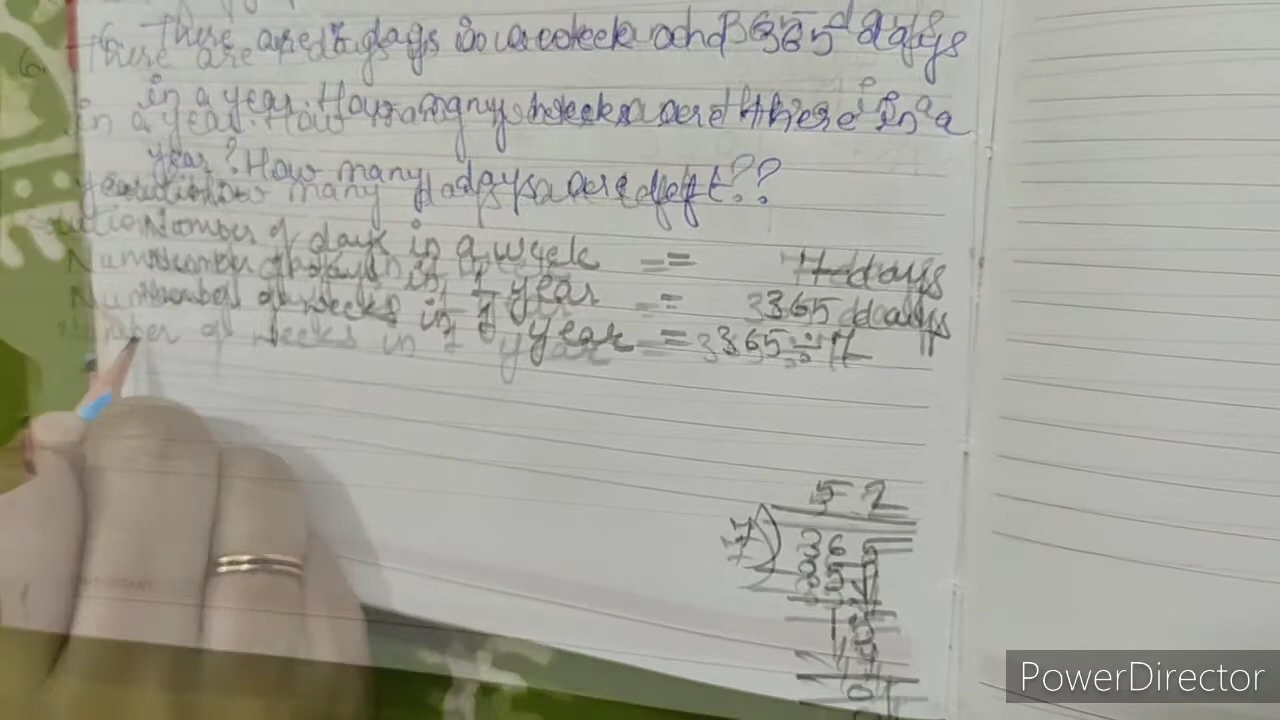 6. There are 7 days in a week and 365 days
in a year. How many weeks are there in a
year? How many days are left??
Number of days in a week = 7 days
Number of days in 1 year = 365 days
Number of weeks in 1 year = 365 ÷ 7
52
7
PowerDirector